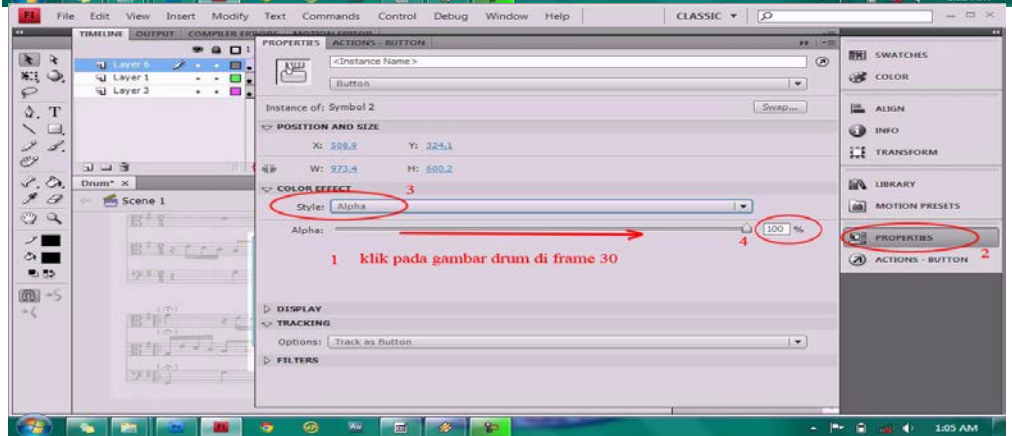 FL File Edit View Insert Modify Text Commands Control Debug Window Help CLASSIC
TIMELINE OUTPUT COMPILER ERRORS MOTION EDITOR
PROPERTIES ACTIONS - BUTTON
<Instance Name>
Button
Layer 6
Layer 1
Layer 3
Instance of: Symbol 2 Swap...
POSITION AND SIZE
X: 508.9 Y: 324.1
W: 973.4 H: 600.2
Drum* ×
COLOR EFFECT 3
Scene 1
Style: Alpha
Alpha: 100 %
4
1 klik pada gambar drum di frame 30
DISPLAY
TRACKING
Options: Track as Button
FILTERS
SWATCHES
COLOR
ALIGN
INFO
TRANSFORM
LIBRARY
MOTION PRESETS
PROPERTIES
2
ACTIONS - BUTTON
1:05 AM